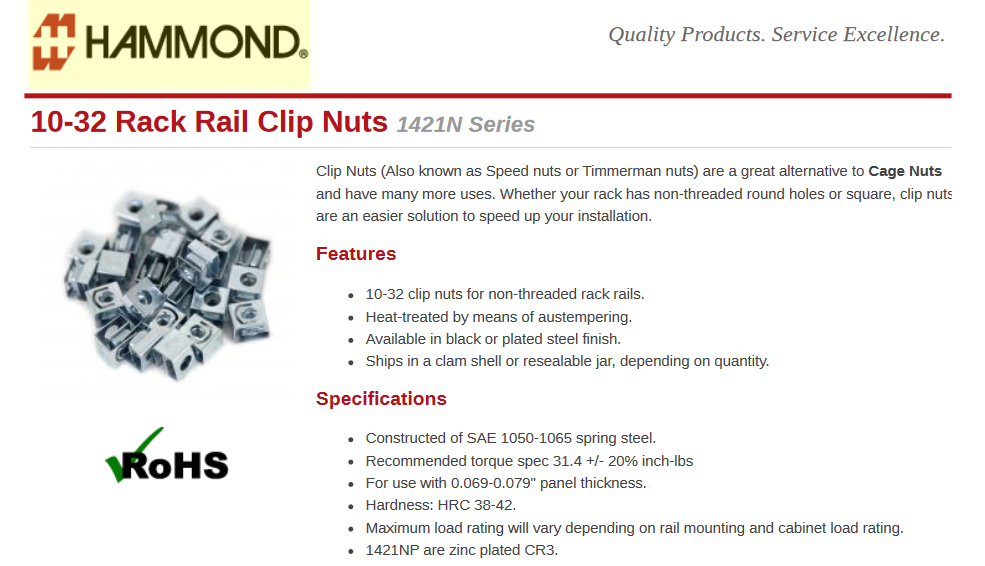 HAMMOND®
Quality Products. Service Excellence.
10-32 Rack Rail Clip Nuts 1421N Series
Clip Nuts (Also known as Speed nuts or Timmerman nuts) are a great alternative to Cage Nuts
and have many more uses. Whether your rack has non-threaded round holes or square, clip nuts
are an easier solution to speed up your installation.
Features
• 10-32 clip nuts for non-threaded rack rails.
• Heat-treated by means of austempering.
• Available in black or plated steel finish.
• Ships in a clam shell or resealable jar, depending on quantity.
Specifications
• Constructed of SAE 1050-1065 spring steel.
• Recommended torque spec 31.4 +/- 20% inch-lbs
• For use with 0.069-0.079" panel thickness.
• Hardness: HRC 38-42.
• Maximum load rating will vary depending on rail mounting and cabinet load rating.
• 1421NP are zinc plated CR3.
RoHS